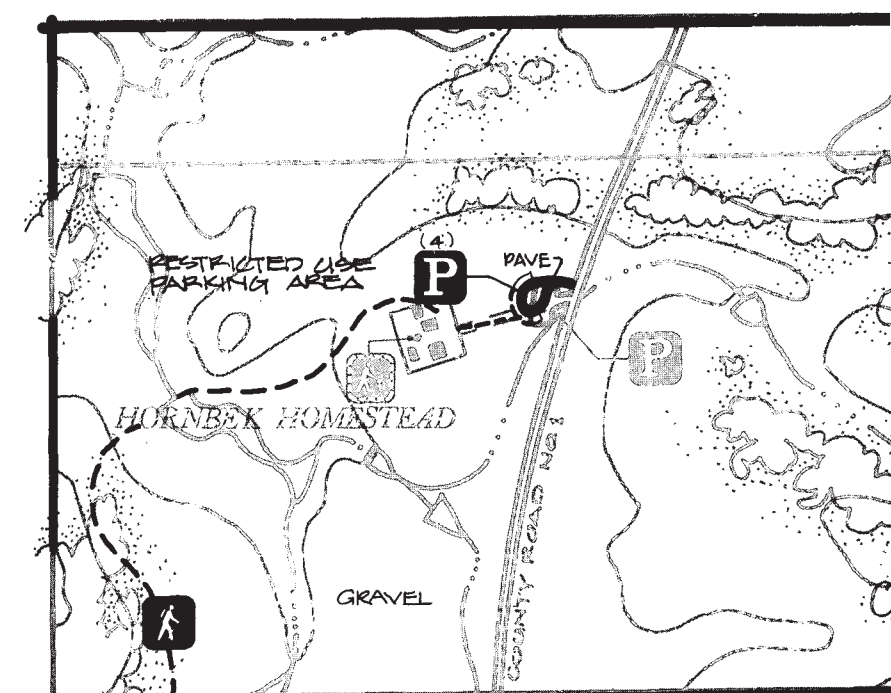 (4)
P
PAVE
RESTRICTED USE
PARKING AREA
P
HORNBEK HOMESTEAD
COUNTY ROAD NO 1
GRAVEL